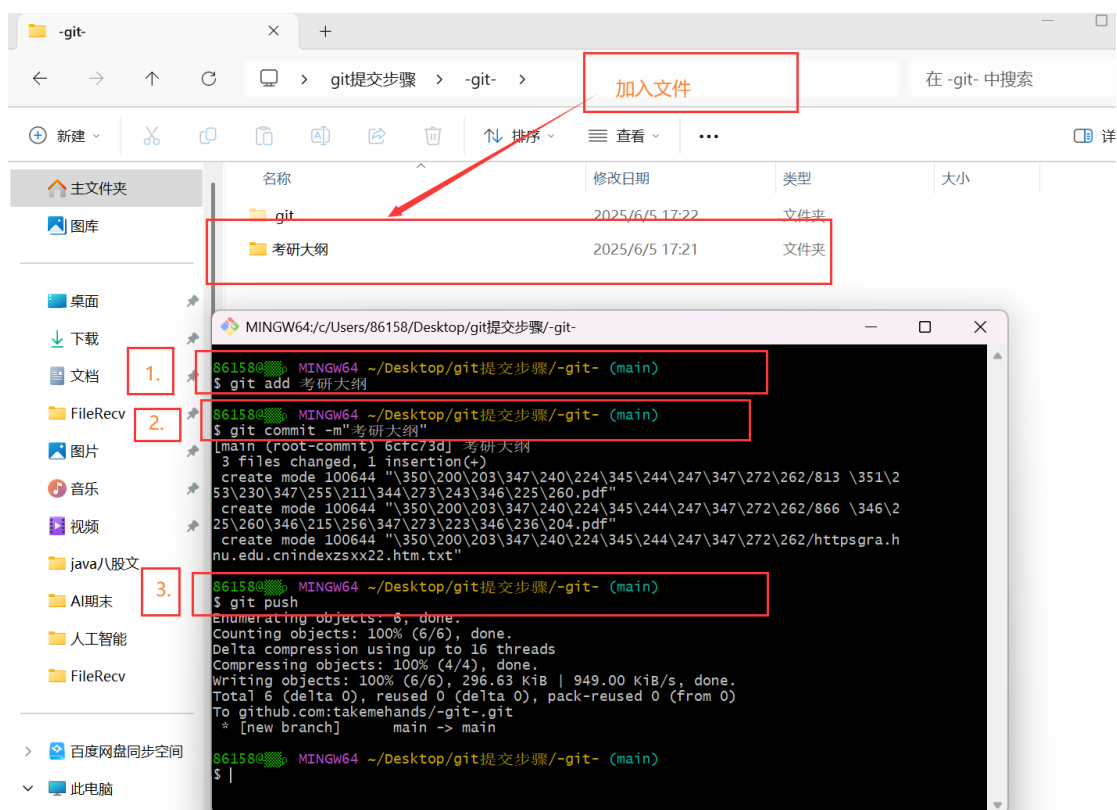 -git-
git提交步骤 > -git- >
在 -git- 中搜索
加入文件
新建
排序
查看
详
名称
修改日期
类型
大小
主文件夹
图库
桌面
下载
文档
FileRecv
图片
音乐
视频
java八股文
AI期末
人工智能
FileRecv
百度网盘同步空间
此电脑
.git 2025/6/5 17:22 文件夹
考研大纲 2025/6/5 17:21 文件夹
1.
2.
3.
MINGW64:/c/Users/86158/Desktop/git提交步骤/-git-
86158@ MINGW64 ~/Desktop/git提交步骤/-git- (main)
$ git add 考研大纲
86158@ MINGW64 ~/Desktop/git提交步骤/-git- (main)
$ git commit -m"考研大纲"
[main (root-commit) 6cfc73d] 考研大纲
3 files changed, 1 insertion(+)
create mode 100644 "\350\200\203\347\240\224\345\244\247\347\272\262/813 \351\2
53\230\347\255\211\344\273\243\346\225\260.pdf"
create mode 100644 "\350\200\203\347\240\224\345\244\247\347\272\262/866 \346\2
25\260\346\215\256\347\273\223\346\236\204.pdf"
create mode 100644 "\350\200\203\347\240\224\345\244\247\347\272\262/httpsgra.h
nu.edu.cnindexzsxx22.htm.txt"
86158@ MINGW64 ~/Desktop/git提交步骤/-git- (main)
$ git push
Enumerating objects: 6, done.
Counting objects: 100% (6/6), done.
Delta compression using up to 16 threads
Compressing objects: 100% (4/4), done.
Writing objects: 100% (6/6), 296.63 KiB | 949.00 KiB/s, done.
Total 6 (delta 0), reused 0 (delta 0), pack-reused 0 (from 0)
To github.com:takemehands/-git-.git
* [new branch] main -> main
86158@ MINGW64 ~/Desktop/git提交步骤/-git- (main)
$